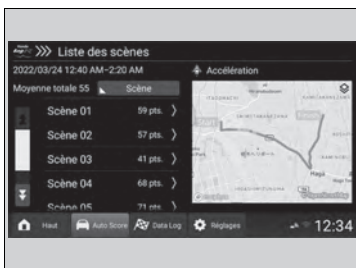 Liste des scènes
2022/03/24 12:40 AM-2:20 AM
Accélération
Moyenne totale 55
Scène
Scène 01 59 pts.
Scène 02 57 pts.
Scène 03 41 pts.
Scène 04 68 pts.
Scène 05 71 pts.
Haut
Auto Score
Data Log
Réglages
12:34